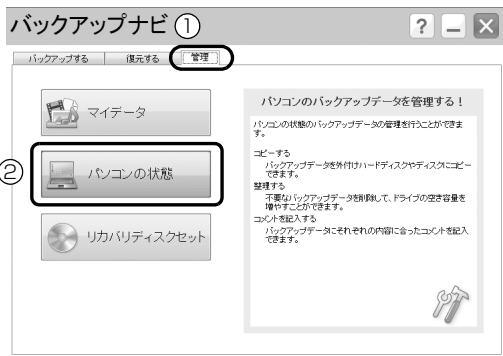 バックアップナビ ①
? – ×
バックアップする 復元する 管理
マイデータ
② パソコンの状態
リカバリディスクセット
パソコンのバックアップデータを管理する！
パソコンの状態のバックアップデータの管理を行うことができま
す。
コピーする
バックアップデータを外付けハードディスクやディスクにコピー
できます。
整理する
不要なバックアップデータを削除して、ドライブの空き容量を
増やすことができます。
コメントを記入する
バックアップデータにそれぞれの内容に合ったコメントを記入
できます。